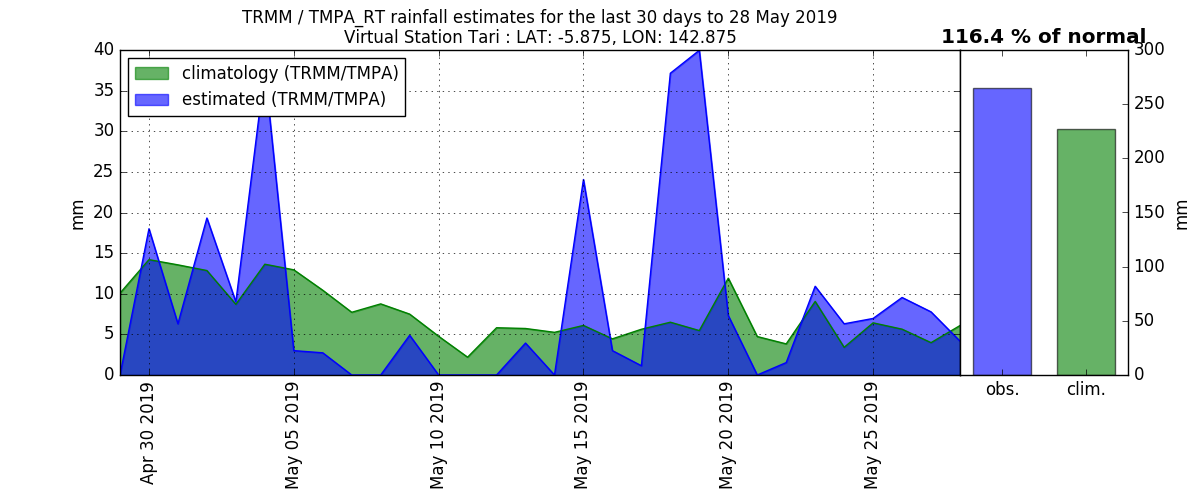 TRMM / TMPA_RT rainfall estimates for the last 30 days to 28 May 2019
Virtual Station Tari : LAT: -5.875, LON: 142.875
116.4 % of normal
climatology (TRMM/TMPA)
estimated (TRMM/TMPA)
40
35
30
25
20
15
10
5
0
mm
Apr 30 2019
May 05 2019
May 10 2019
May 15 2019
May 20 2019
May 25 2019
300
250
200
150
100
50
0
mm
obs.
clim.